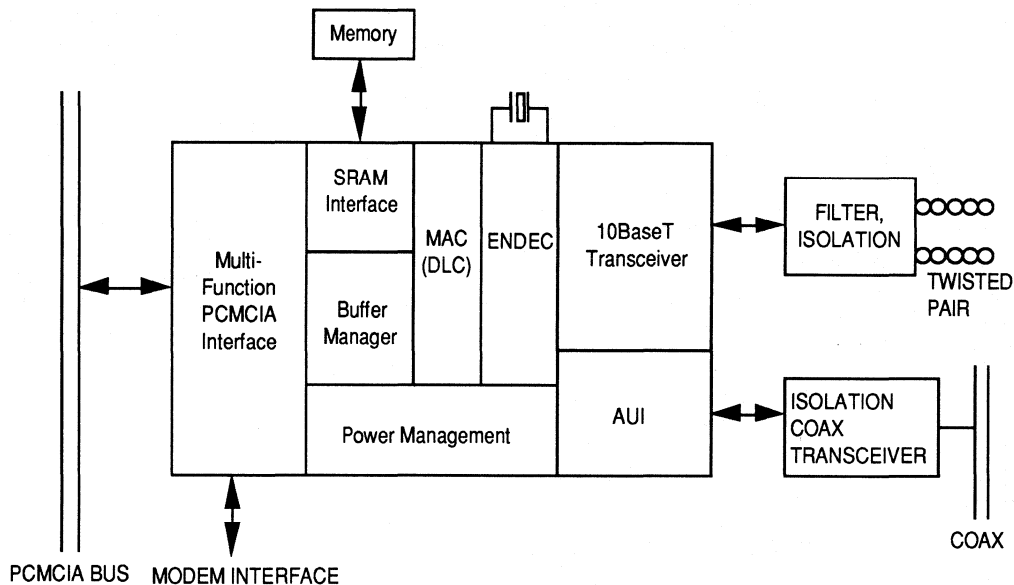 Memory
SRAM
Interface
MAC
(DLC)
ENDEC
10BaseT
Transceiver
FILTER,
ISOLATION
TWISTED
PAIR
Multi-
Function
PCMCIA
Interface
Buffer
Manager
Power Management
AUI
ISOLATION
COAX
TRANSCEIVER
COAX
PCMCIA BUS
MODEM INTERFACE